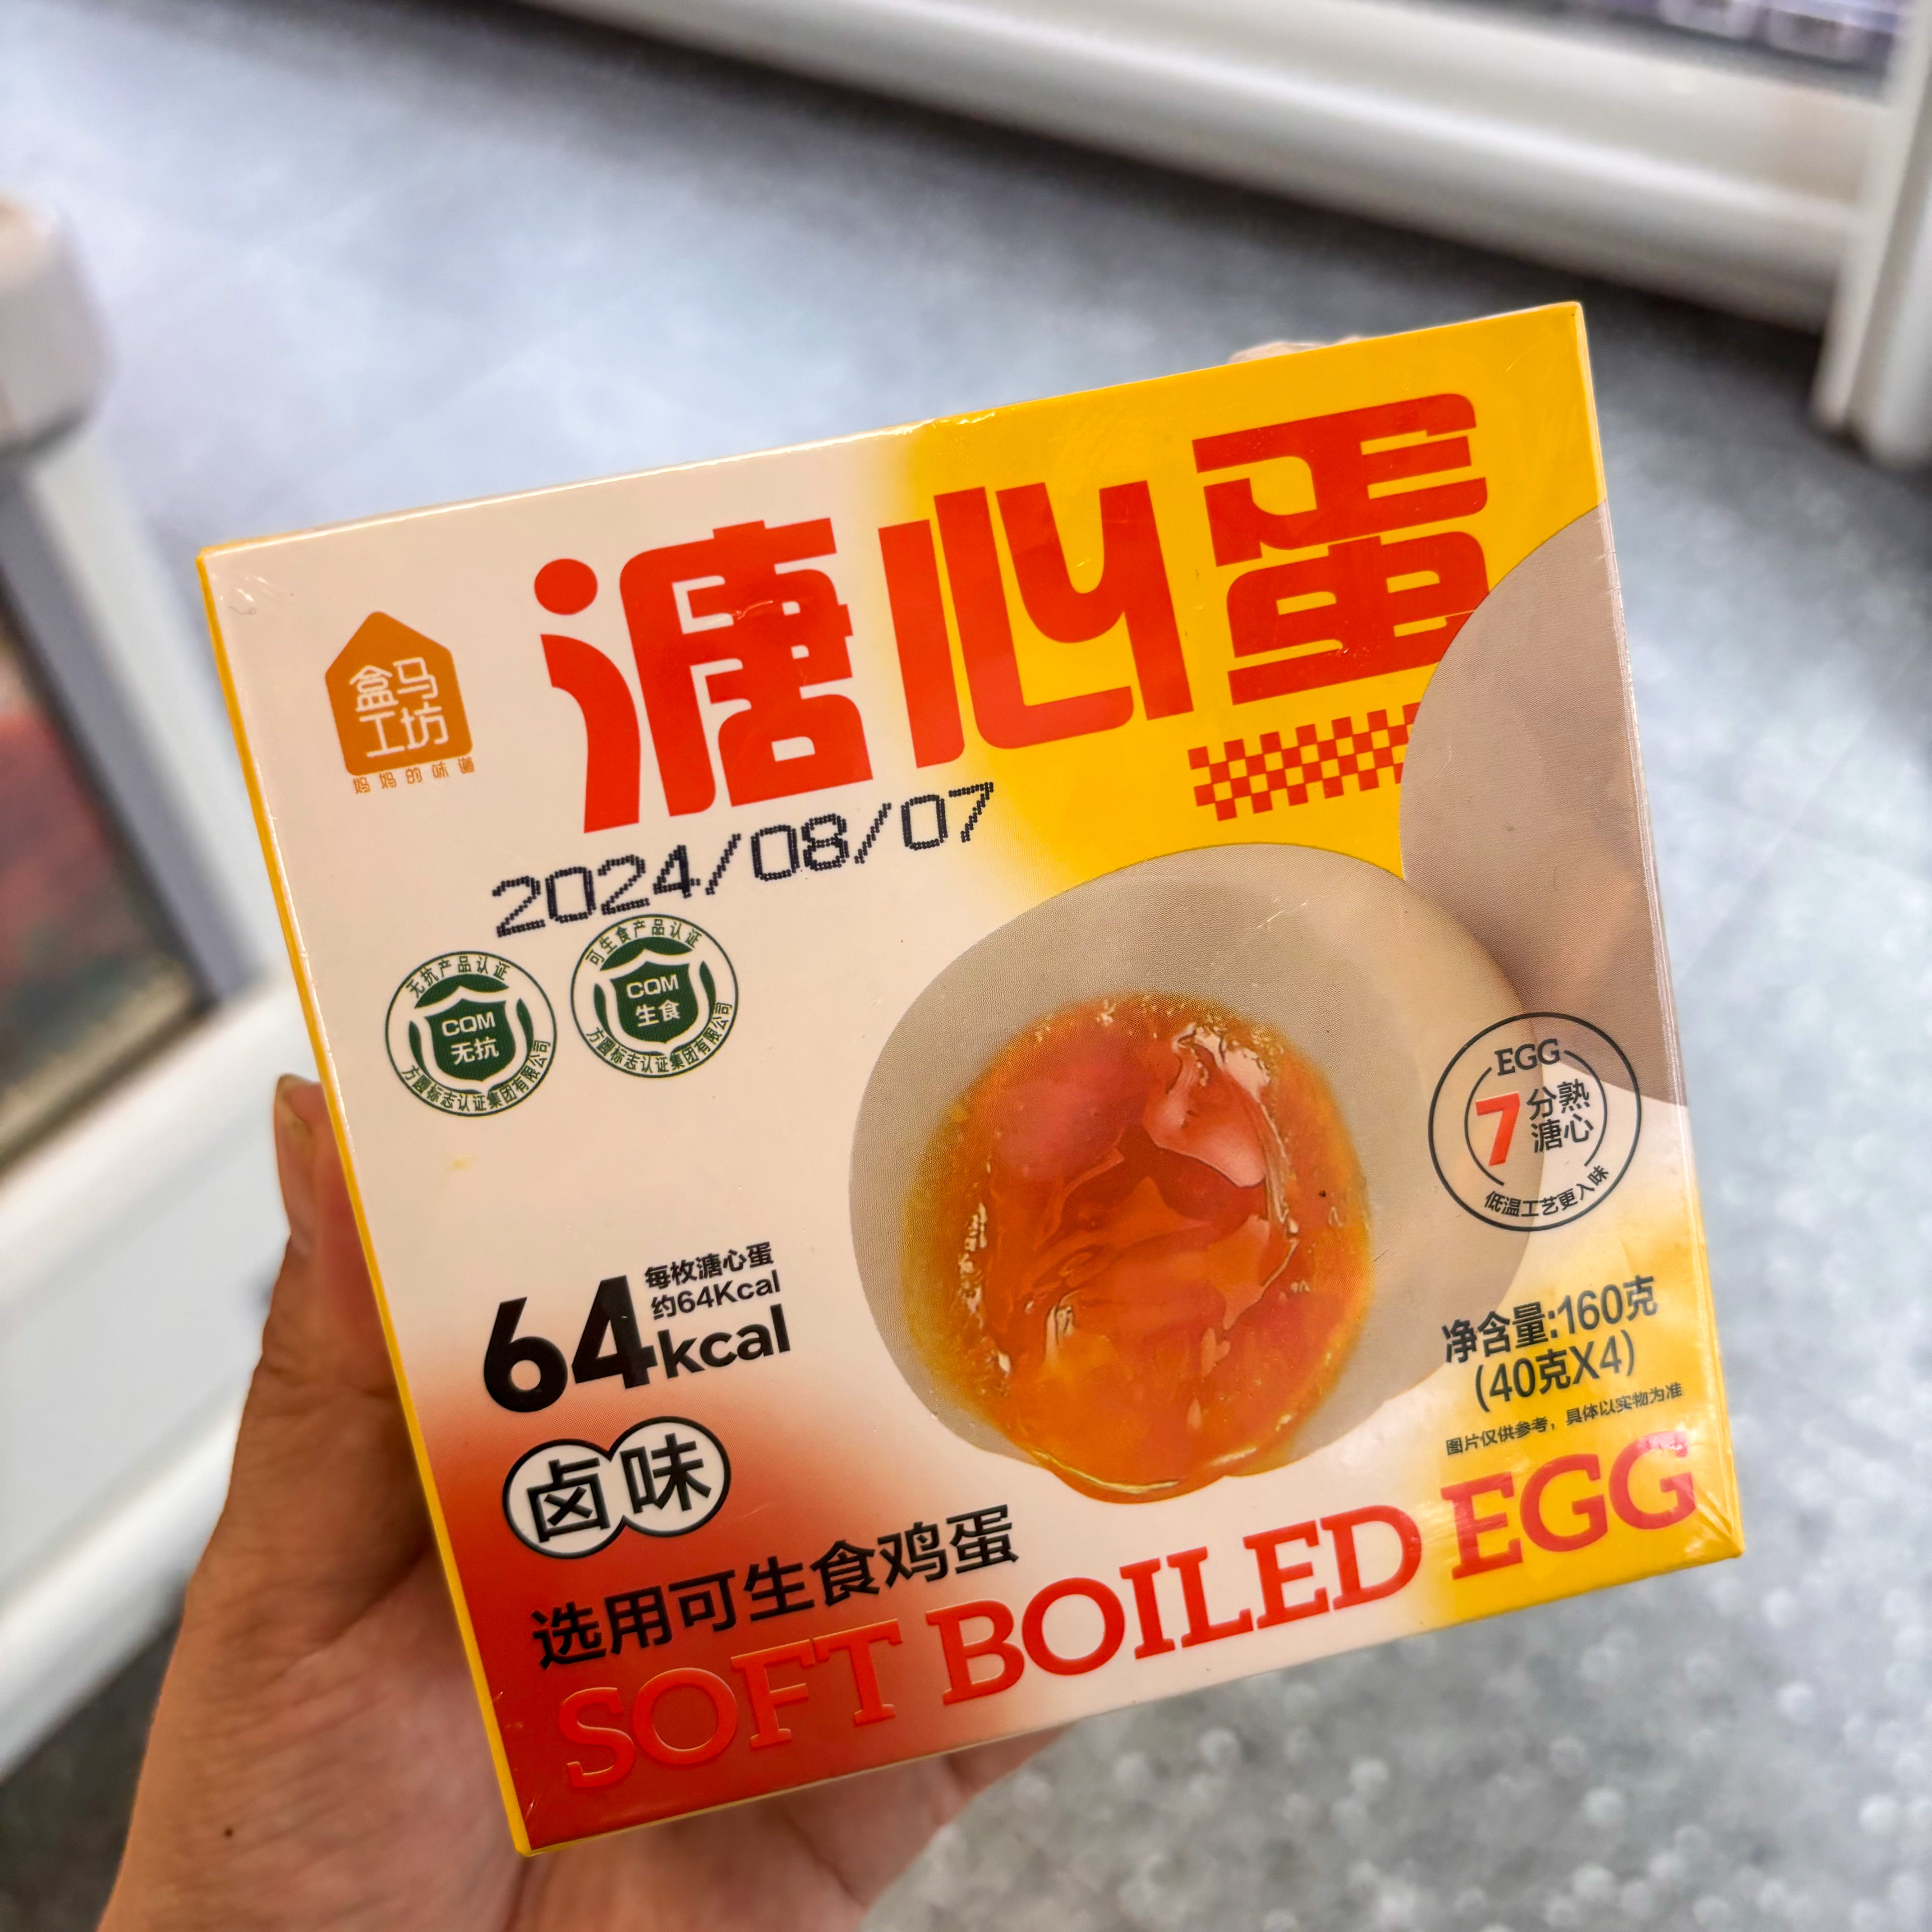 溏心蛋
盒马
工坊
妈妈的味道
2024/08/07
无抗产品认证
CQM
无抗
方圆标志认证集团有限公司
可生食产品认证
CQM
生食
方圆标志认证集团有限公司
EGG
7分熟
溏心
低温工艺更入味
64kcal
每枚溏心蛋
约64Kcal
净含量:160克
(40克X4)
图片仅供参考，具体以实物为准
卤味
选用可生食鸡蛋
SOFT BOILED EGG